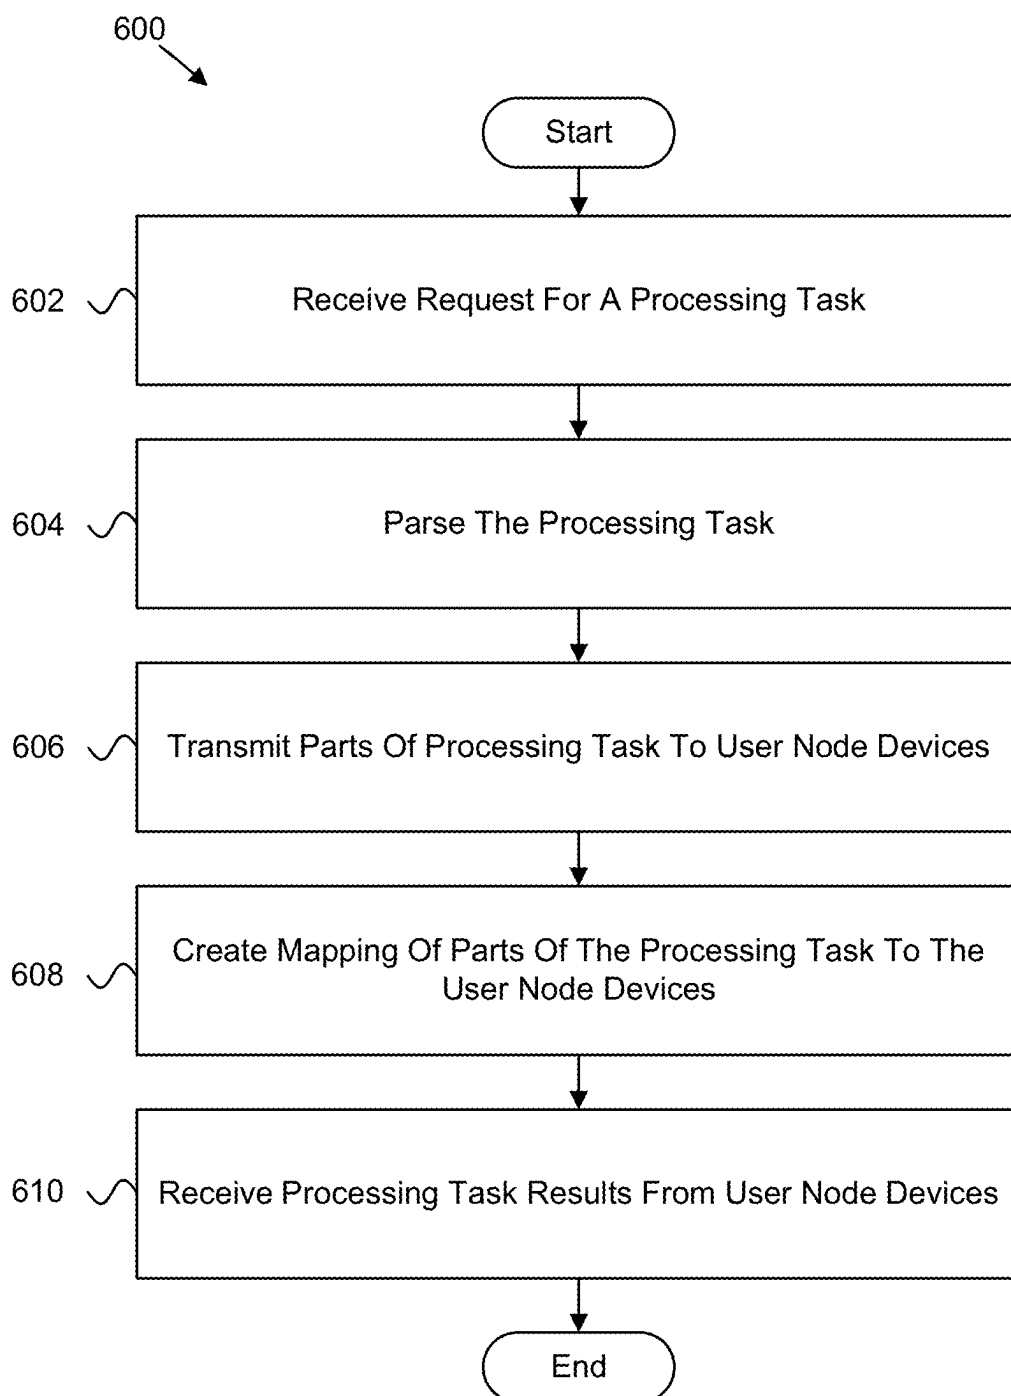 600
Start
602
Receive Request For A Processing Task
604
Parse The Processing Task
606
Transmit Parts Of Processing Task To User Node Devices
608
Create Mapping Of Parts Of The Processing Task To The
User Node Devices
610
Receive Processing Task Results From User Node Devices
End